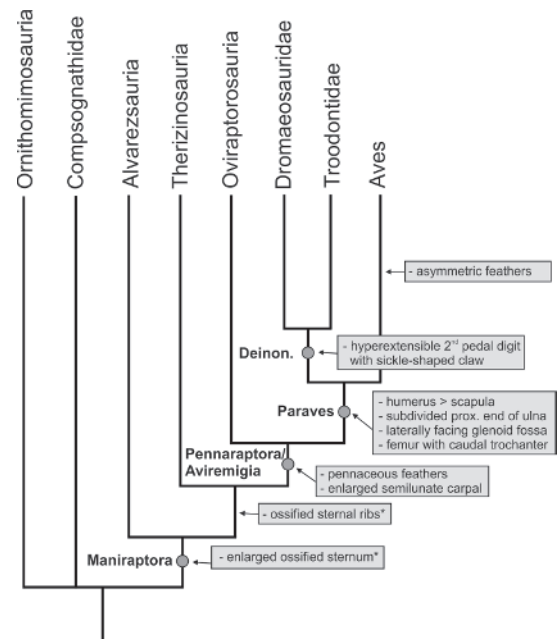 Ornithomimosauria
Compsognathidae
Alvarezsauria
Therizinosauria
Oviraptorosauria
Dromaeosauridae
Troodontidae
Aves
- asymmetric feathers
Deinon.
- hyperextensible 2nd pedal digit
with sickle-shaped claw
Paraves
- humerus > scapula
- subdivided prox. end of ulna
- laterally facing glenoid fossa
- femur with caudal trochanter
Pennaraptora/
Aviremigia
- pennaceous feathers
- enlarged semilunate carpal
- ossified sternal ribs*
Maniraptora
- enlarged ossified sternum*